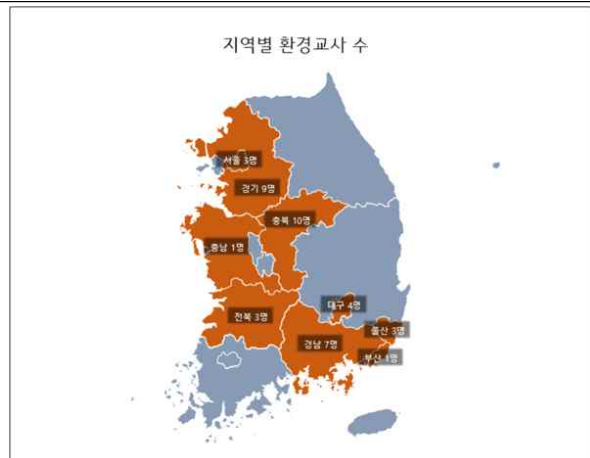 지역별 환경교사 수
서울 3명
경기 9명
충북 10명
충남 1명
대구 4명
전북 3명
울산 3명
경남 7명
부산 1명